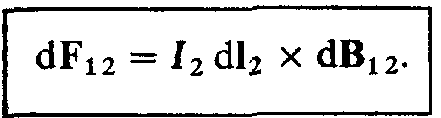 dF₁₂ = I₂ dl₂ × dB₁₂.